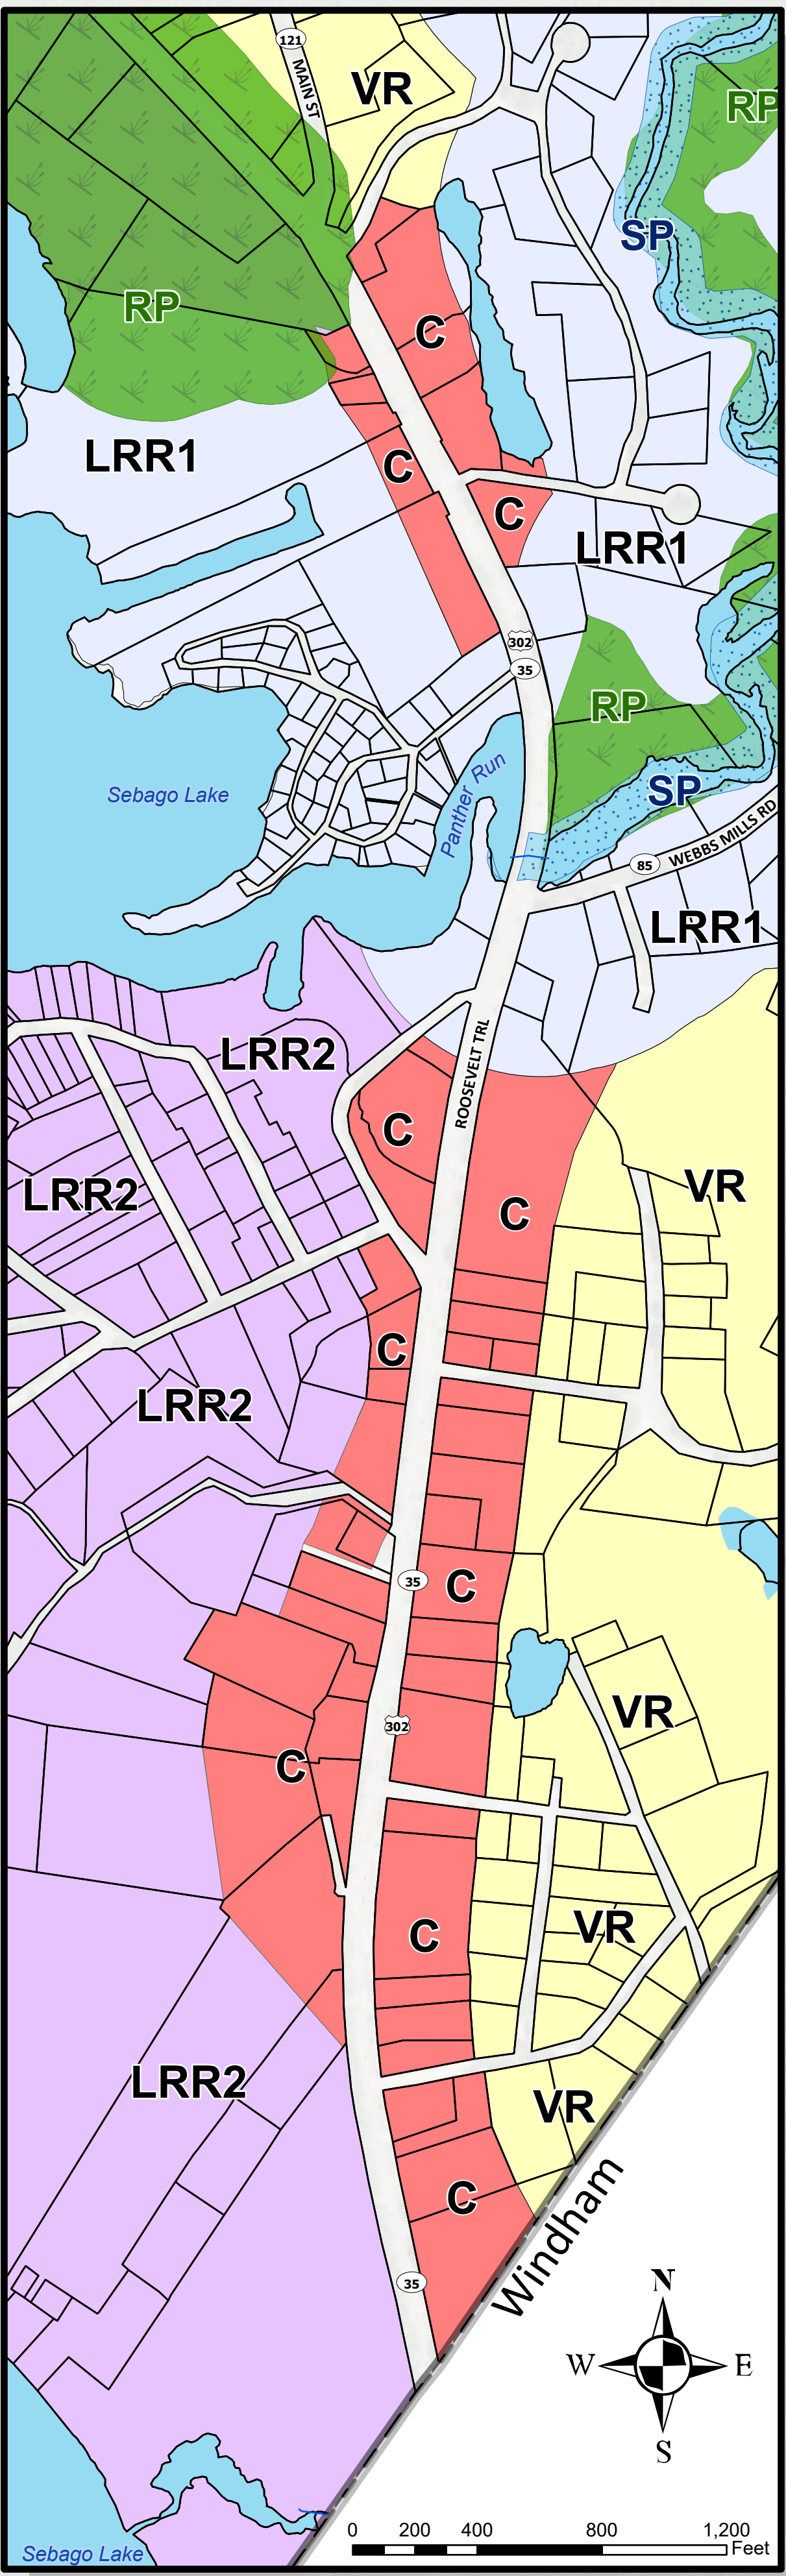 121
MAIN ST
VR
RP
SP
RP
C
LRR1
C
C
LRR1
302
35
RP
Sebago Lake
Panther Run
SP
85
WEBBS MILLS RD
LRR1
ROOSEVELT TRL
LRR2
C
LRR2
VR
C
C
LRR2
35
C
VR
302
C
VR
C
LRR2
VR
C
Windham
35
N
W
E
S
0 200 400 800 1,200
Feet
Sebago Lake